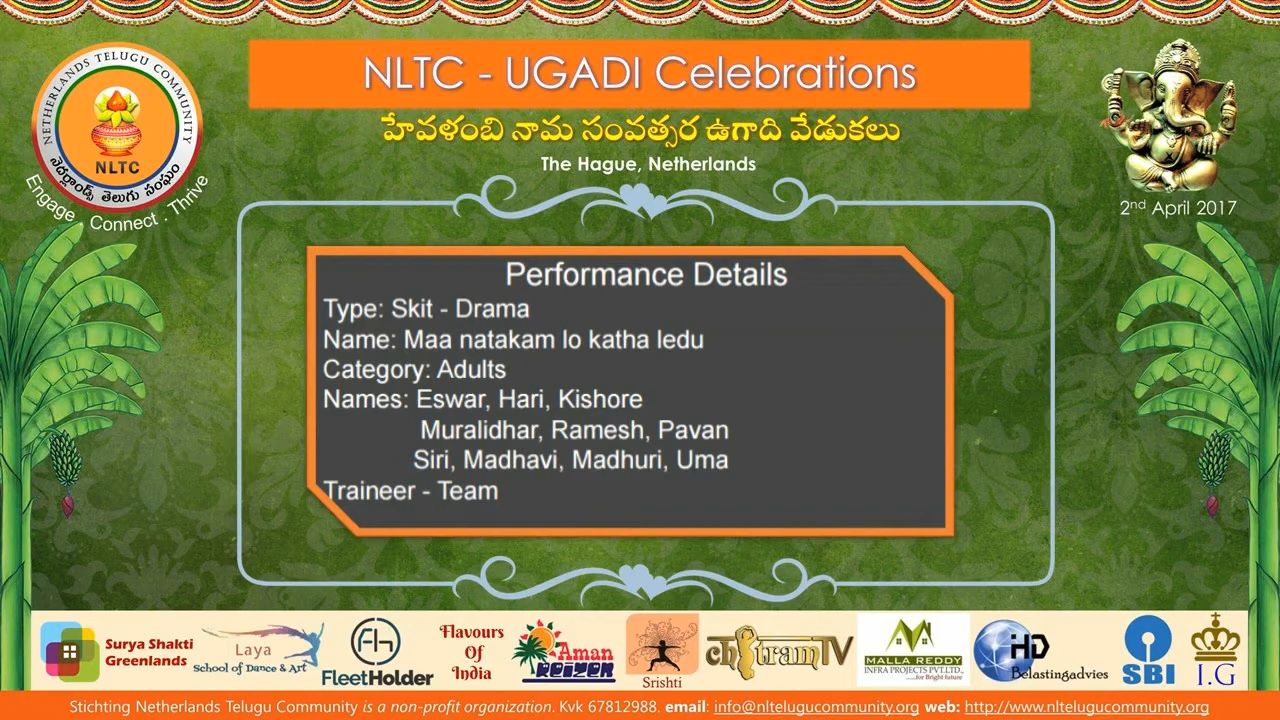 NLTC - UGADI Celebrations
హేవళంబి నామ సంవత్సర ఉగాది వేడుకలు
The Hague, Netherlands
NETHERLANDS TELUGU COMMUNITY
NLTC
నెదర్లాండ్స్ తెలుగు సంఘం
Engage . Connect . Thrive
2nd April 2017
Performance Details
Type: Skit - Drama
Name: Maa natakam lo katha ledu
Category: Adults
Names: Eswar, Hari, Kishore
Muralidhar, Ramesh, Pavan
Siri, Madhavi, Madhuri, Uma
Traineer - Team
Surya Shakti
Greenlands
Laya
School of Dance & Art
FleetHolder
Flavours
Of
India
Aman
REIZEN
Srishti
chitramTV
MALLA REDDY
INFRA PROJECTS PVT.LTD.,
.....for Bright future
HD
Belastingadvies
SBI
I.G
Stichting Netherlands Telugu Community is a non-profit organization. Kvk 67812988. email: info@nltelugucommunity.org web: http://www.nltelugucommunity.org